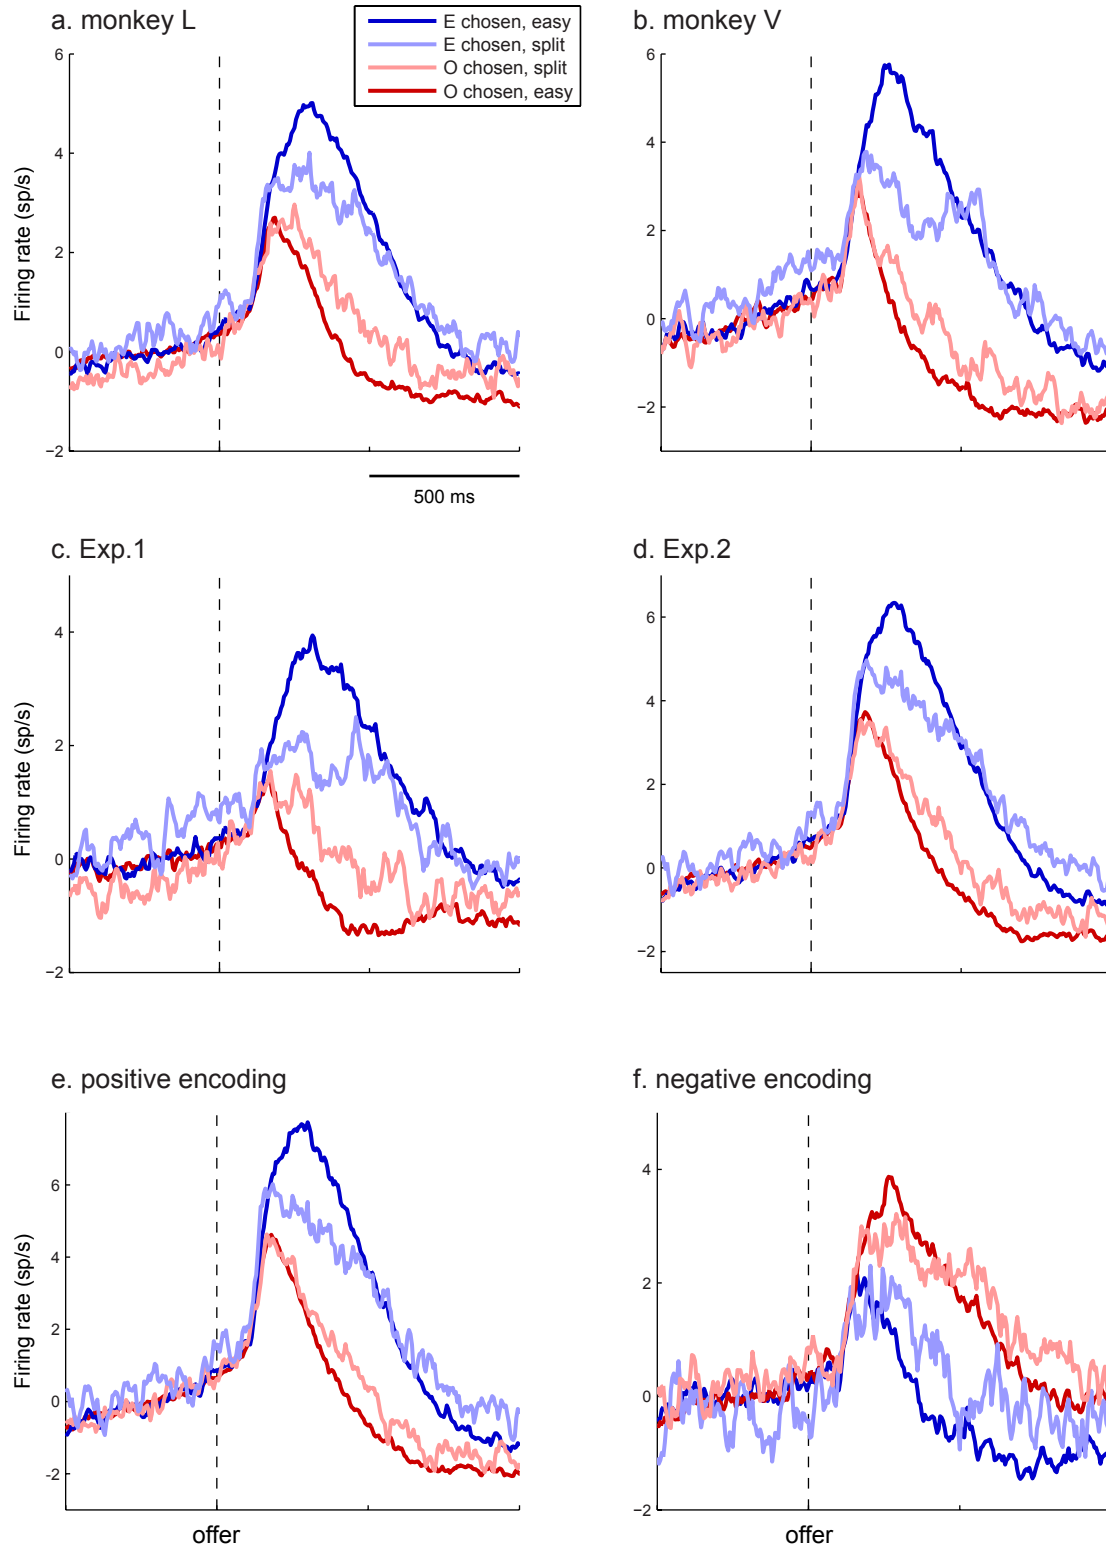 a. monkey L
E chosen, easy
E chosen, split
O chosen, split
O chosen, easy
b. monkey V
Firing rate (sp/s)
6
4
2
0
−2
6
4
2
0
−2
500 ms
c. Exp.1
d. Exp.2
Firing rate (sp/s)
4
2
0
−2
6
4
2
0
−2
e. positive encoding
f. negative encoding
Firing rate (sp/s)
6
4
2
0
−2
4
2
0
−2
offer
offer